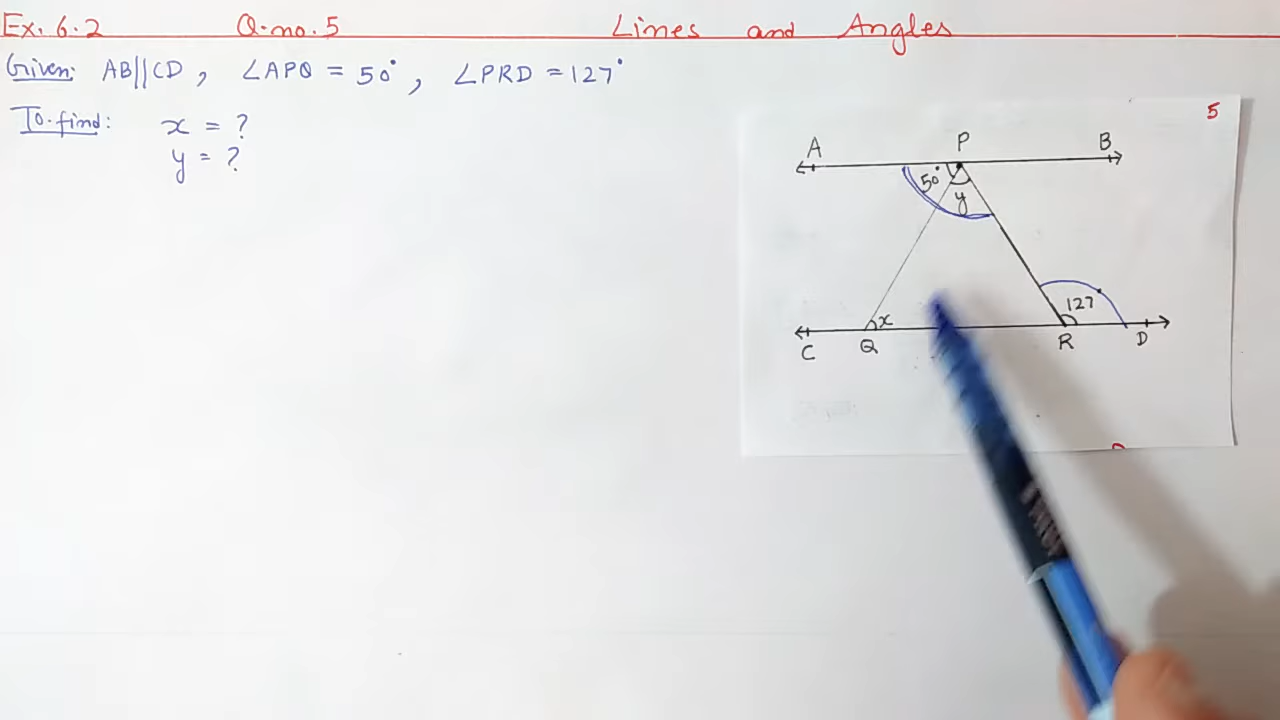 Ex. 6.2 Q.no.5 Lines and Angles
Given: AB||CD, ∠APQ = 50°, ∠PRD = 127°
To find: x = ?
y = ?
5
A P B
50°
y
127
x
C Q R D